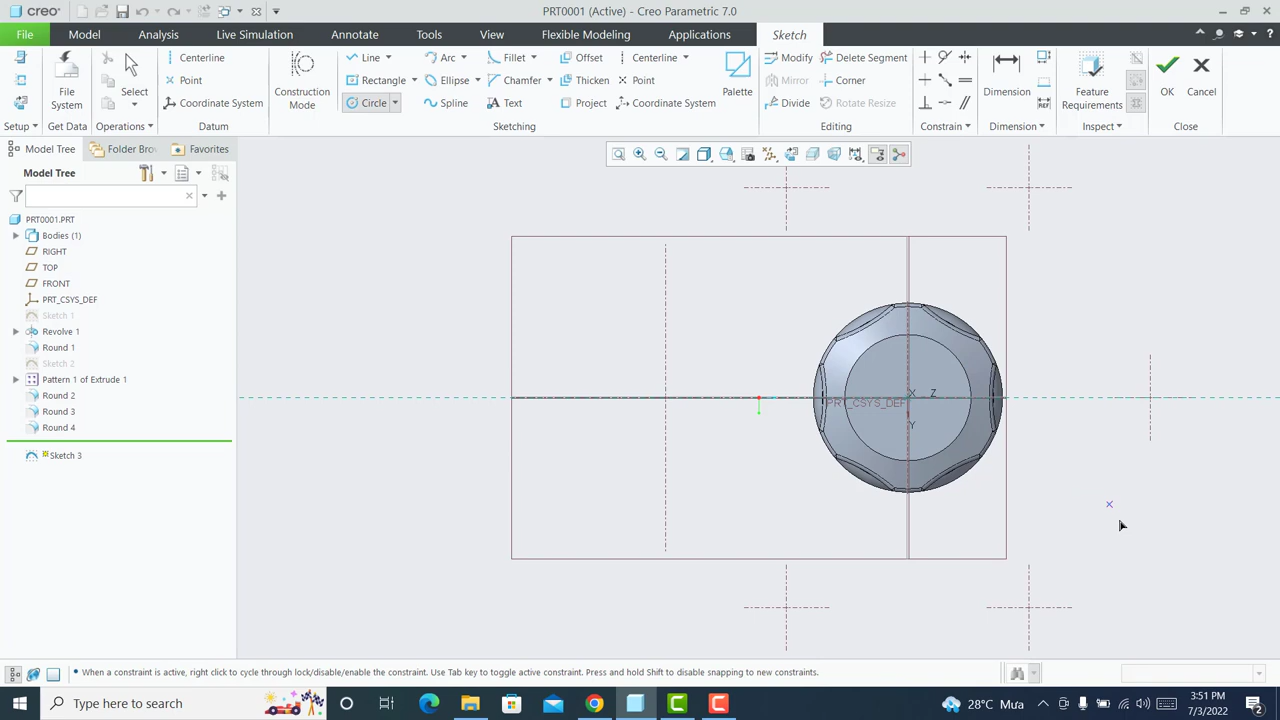 creo
PRT0001 (Active) - Creo Parametric 7.0
File Model Analysis Live Simulation Annotate Tools View Flexible Modeling Applications Sketch
File System
Select
Centerline
Point
Coordinate System
Construction Mode
Line Arc Fillet Offset Centerline
Rectangle Ellipse Chamfer Thicken Point
Circle Spline Text Project Coordinate System
Palette
Modify Delete Segment
Mirror Corner
Divide Rotate Resize
Dimension
Feature Requirements
OK Cancel
Setup Get Data Operations Datum Sketching Editing Constrain Dimension Inspect Close
Model Tree Folder Bro Favorites
Model Tree
PRT0001.PRT
Bodies (1)
RIGHT
TOP
FRONT
PRT_CSYS_DEF
Sketch 1
Revolve 1
Round 1
Sketch 2
Pattern 1 of Extrude 1
Round 2
Round 3
Round 4
Sketch 3
X Z
PRT_CSYS_DEF
Y
When a constraint is active, right click to cycle through lock/disable/enable the constraint. Use Tab key to toggle active constraint. Press and hold Shift to disable snapping to new constraints.
Type here to search
28°C Mưa
3:51 PM
7/3/2022
2